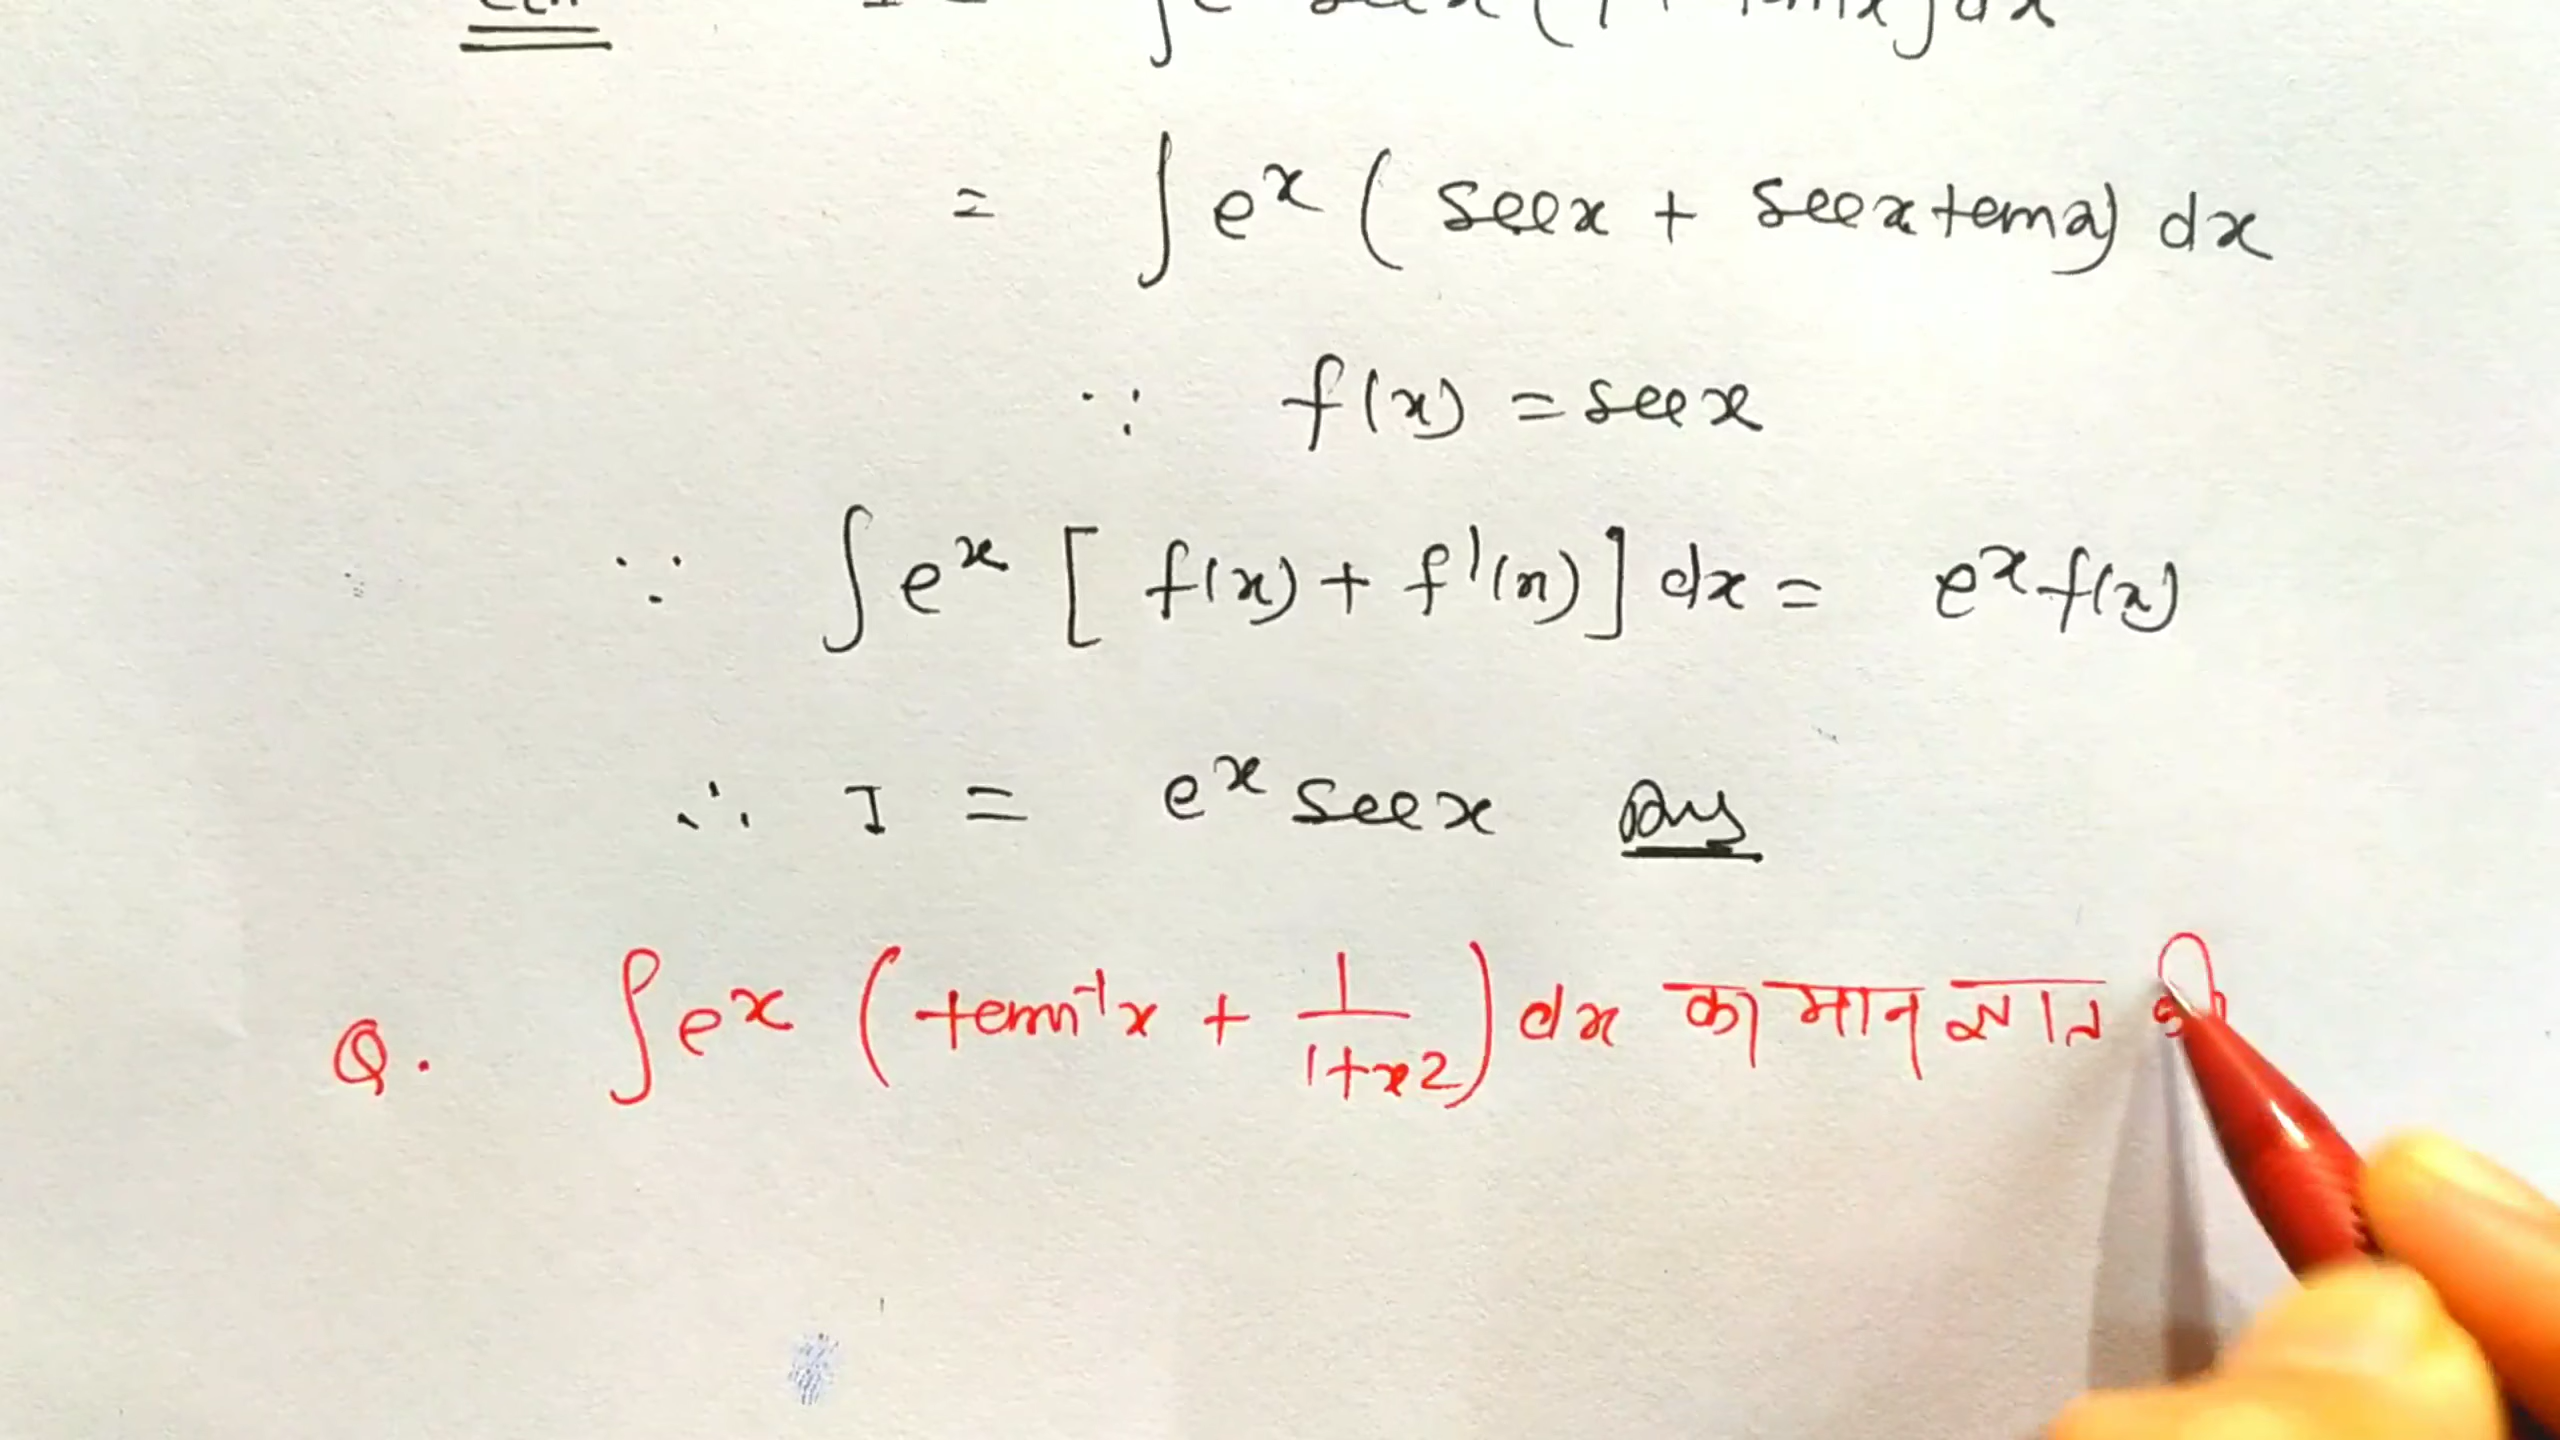 = ∫ eˣ ( secx + secx tanx) dx
∵ f(x) = secx
∵ ∫ eˣ [ f(x) + f'(x) ] dx = eˣ f(x)
∴ I = eˣ secx Ans
Q. ∫ eˣ ( tan⁻¹x + 1/(1+x²) ) dx का मान ज्ञात